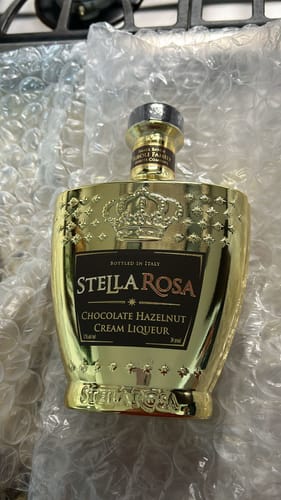 BOTTLED IN ITALY
STELLA ROSA
CHOCOLATE HAZELNUT
CREAM LIQUEUR
STELLA ROSA